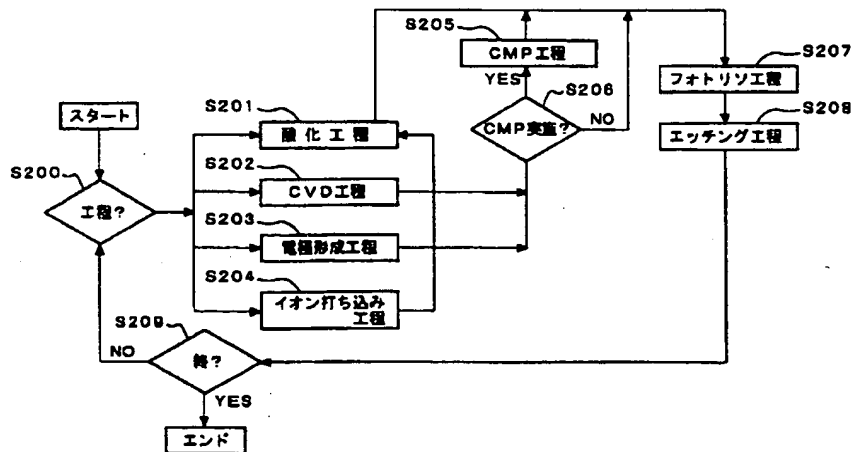 S205
CMP工程
YES
S206
CMP実施?
NO
S207
フォトリソ工程
S208
エッチング工程
スタート
S200
工程?
S201
酸化工程
S202
CVD工程
S203
電極形成工程
S204
イオン打ち込み
工程
S209
終?
NO
YES
エンド